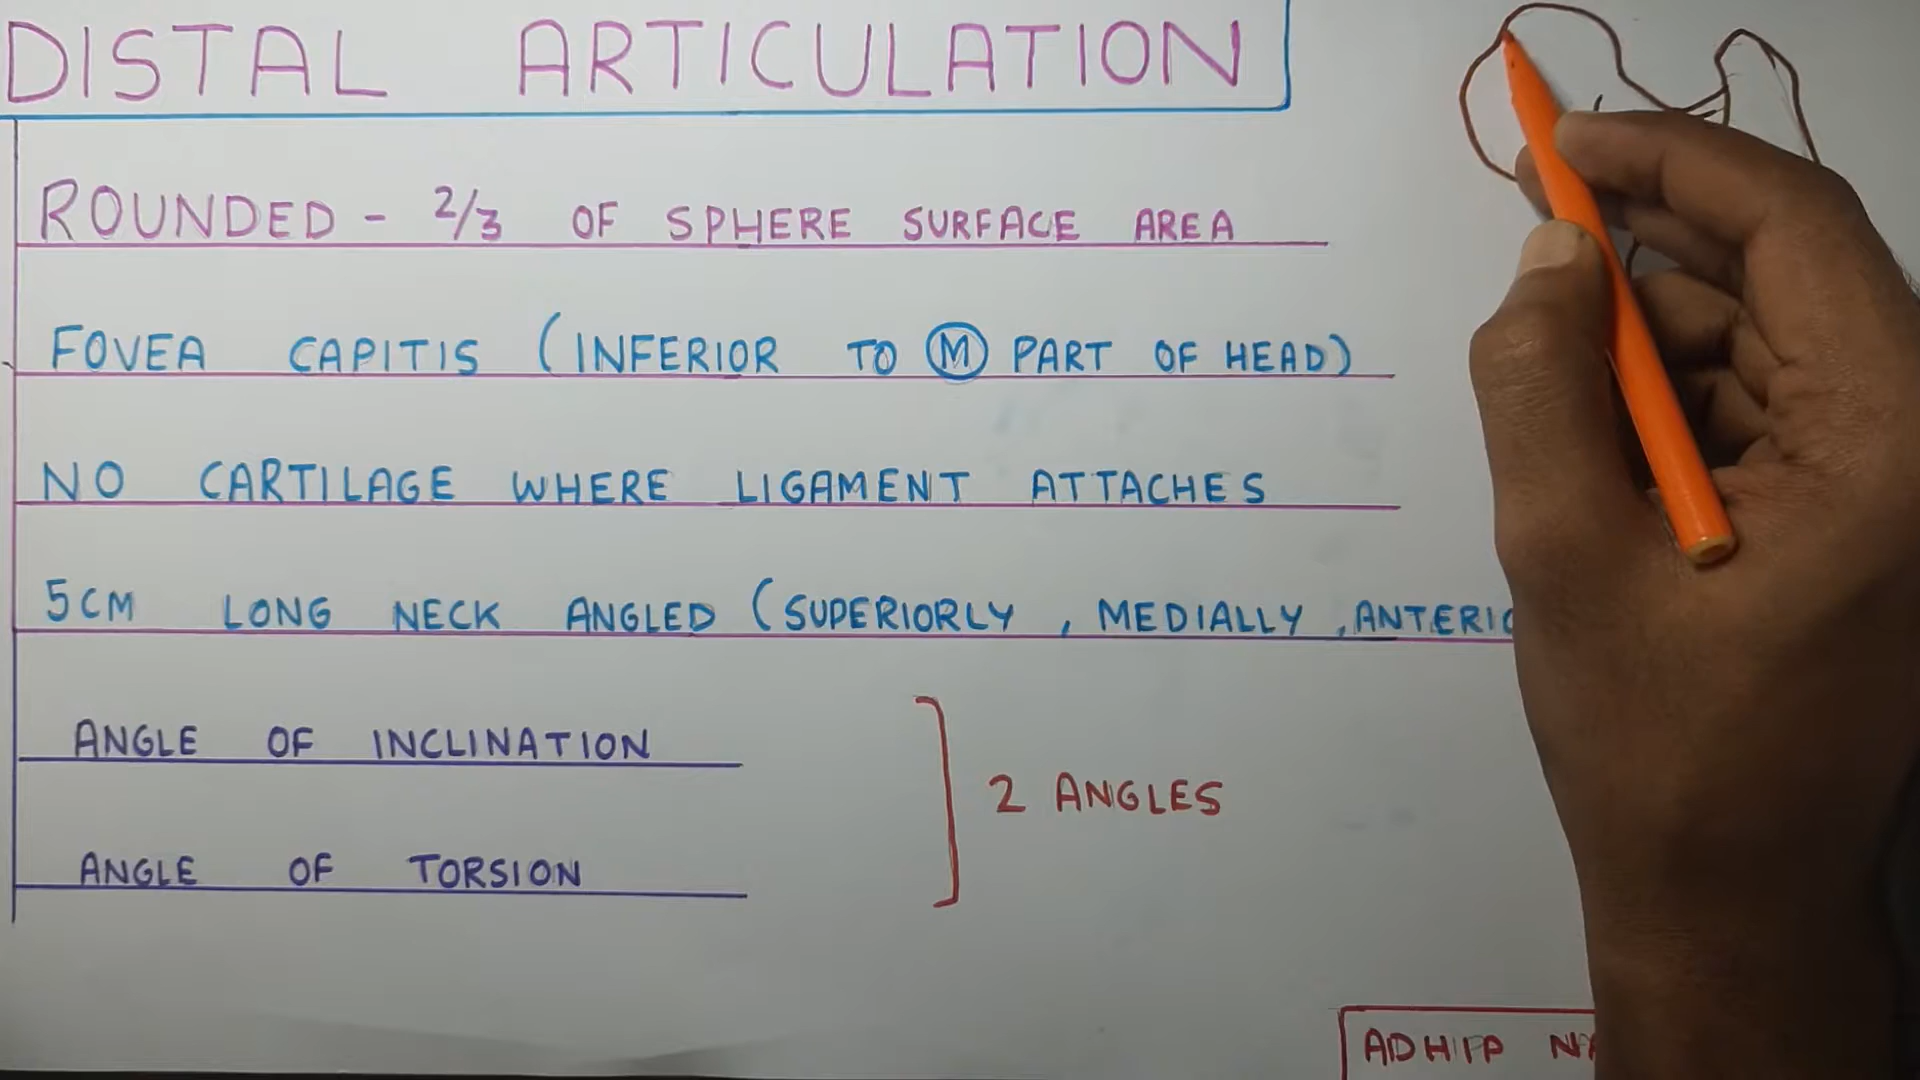 DISTAL ARTICULATION
ROUNDED - 2/3 OF SPHERE SURFACE AREA
FOVEA CAPITIS (INFERIOR TO M PART OF HEAD)
NO CARTILAGE WHERE LIGAMENT ATTACHES
5CM LONG NECK ANGLED (SUPERIORLY, MEDIALLY,
ANGLE OF INCLINATION
2 ANGLES
ANGLE OF TORSION
ADHIP